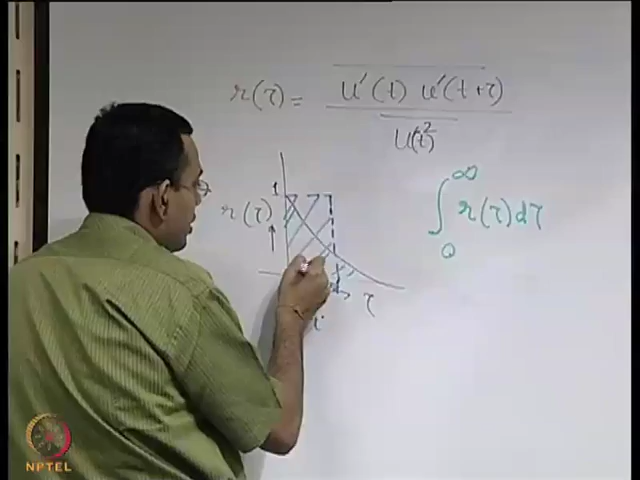 r(τ) = u'(t) u'(t+τ)
u(t)²
1
r(τ)
τ
∞
∫ r(τ) dτ
0
NPTEL